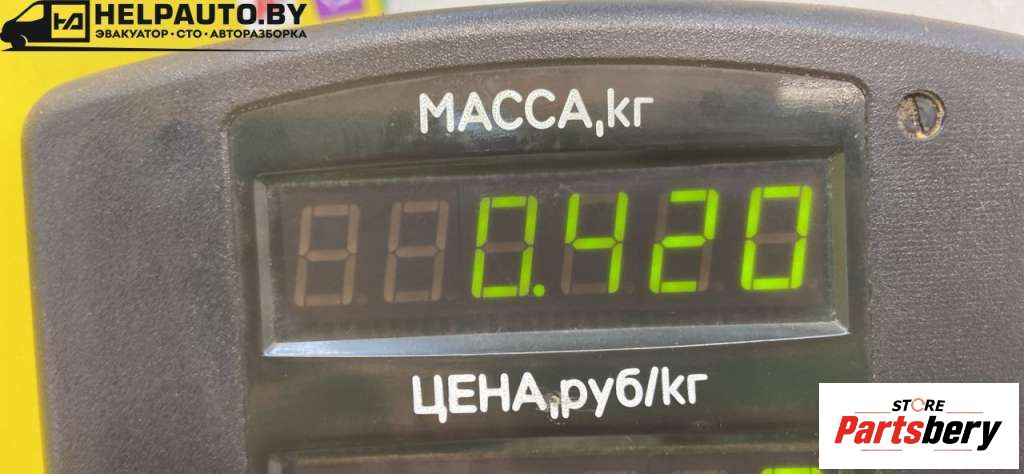 HELPAUTO.BY
ЭВАКУАТОР • СТО • АВТОРАЗБОРКА
МАССА,кг
0.420
ЦЕНА,руб/кг
STORE
Partsbery